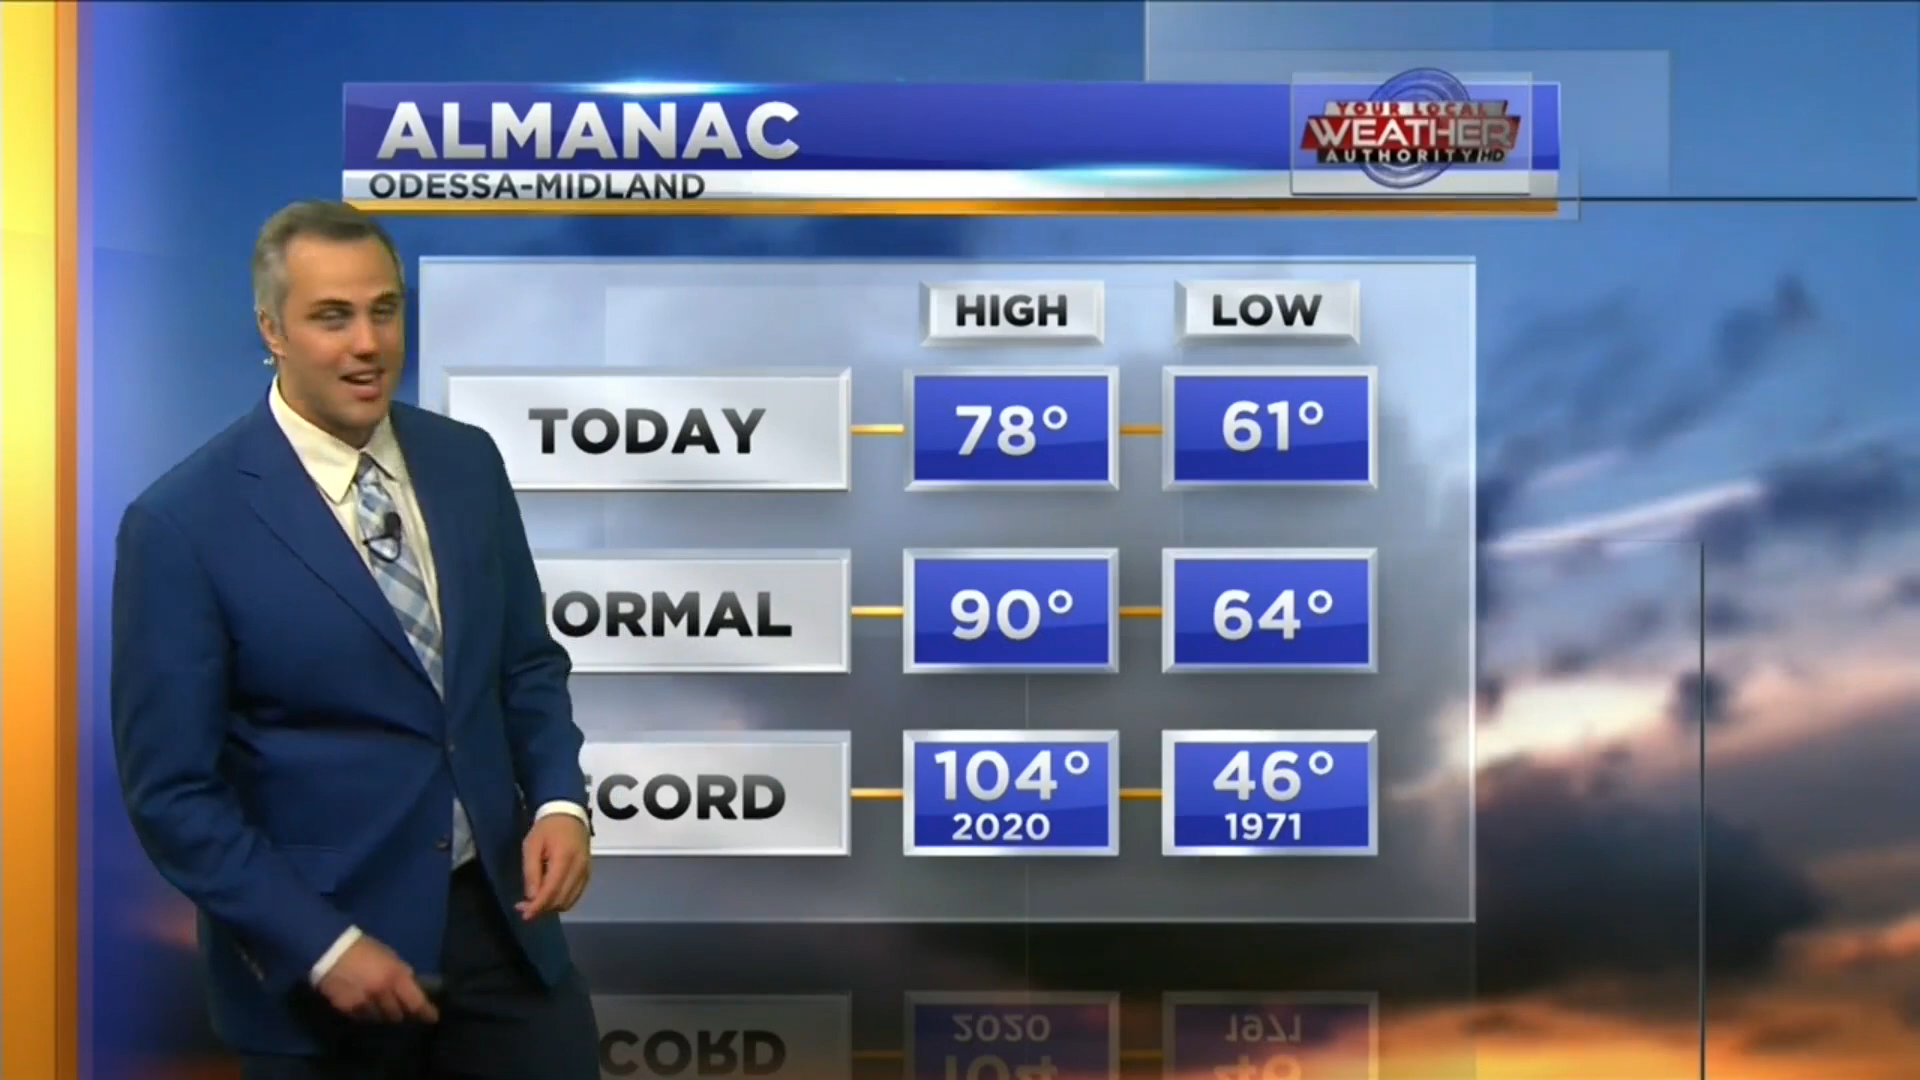 ALMANAC
ODESSA-MIDLAND
YOUR LOCAL
WEATHER
AUTHORITY HD
HIGH LOW
TODAY 78° 61°
ORMAL 90° 64°
ECORD 104° 46°
2020 1971